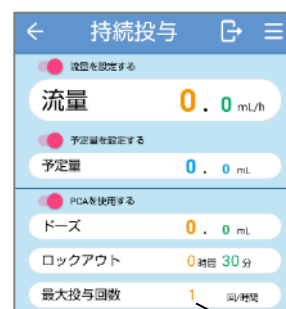 持続投与
流量を設定する
流量 0. 0 mL/h
予定量を設定する
予定量 0. 0 mL
PCAを使用する
ドーズ 0. 0 mL
ロックアウト 0時間 30分
最大投与回数 1 回/時間